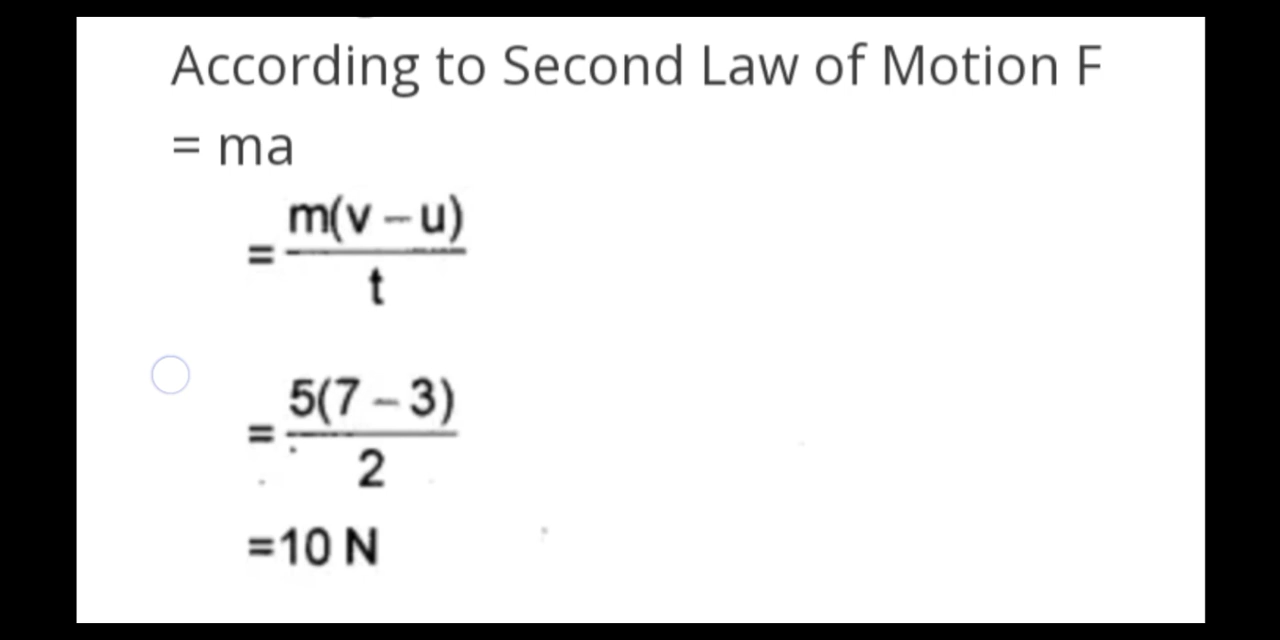 According to Second Law of Motion F
= ma
= m(v – u)
t
= 5(7 – 3)
2
=10 N